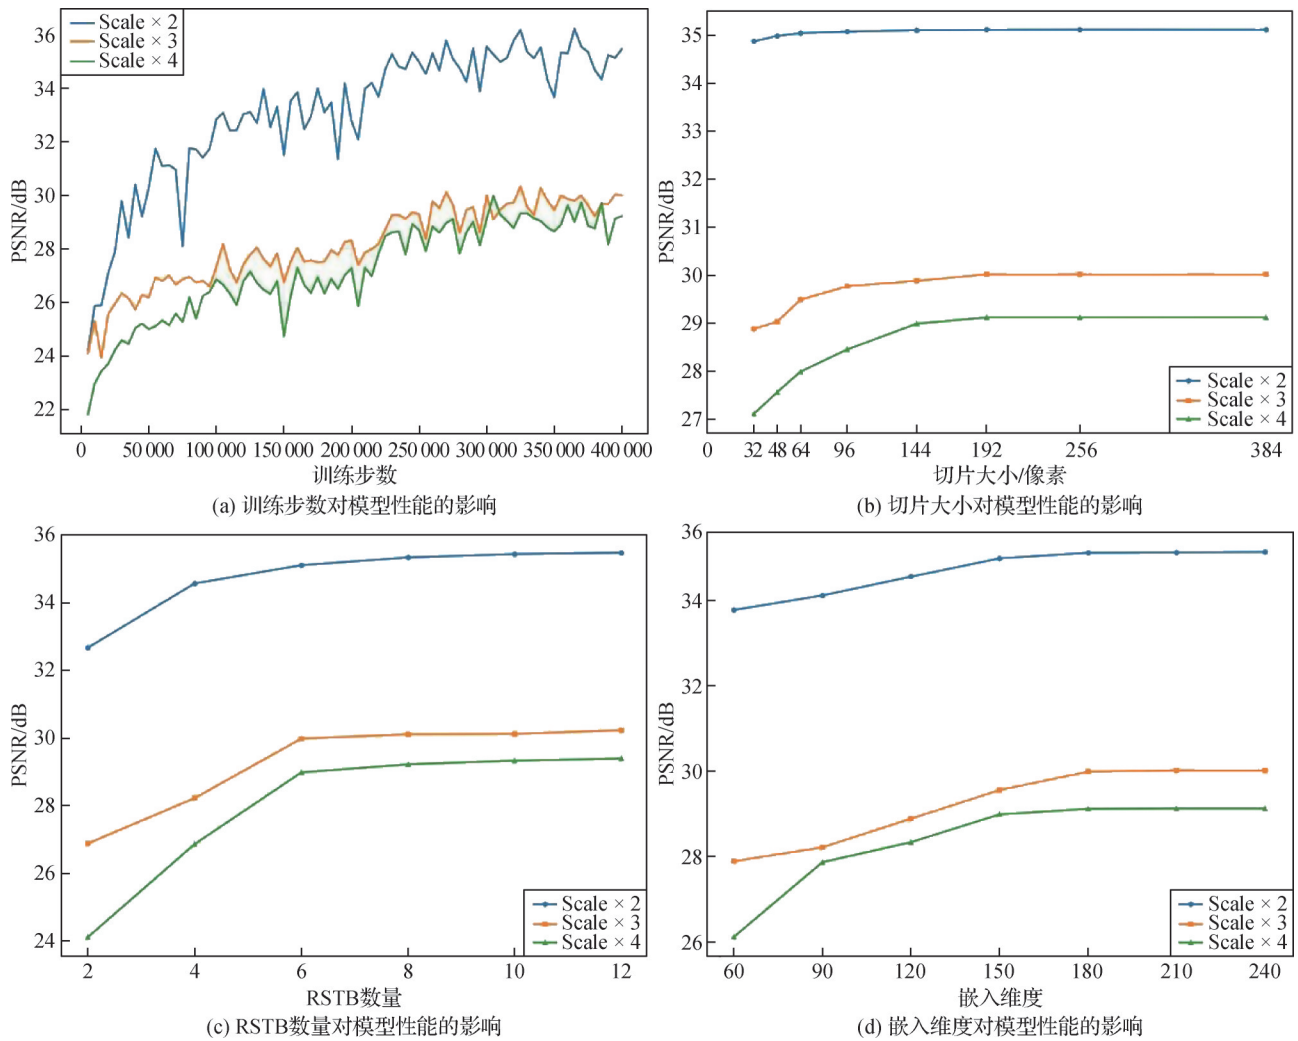 Scale × 2
Scale × 3
Scale × 4
PSNR/dB
36
34
32
30
28
26
24
22
0 50 000 100 000 150 000 200 000 250 000 300 000 350 000 400 000
训练步数
(a) 训练步数对模型性能的影响
PSNR/dB
35
34
33
32
31
30
29
28
27
Scale × 2
Scale × 3
Scale × 4
0 32 48 64 96 144 192 256 384
切片大小/像素
(b) 切片大小对模型性能的影响
PSNR/dB
36
34
32
30
28
26
24
Scale × 2
Scale × 3
Scale × 4
2 4 6 8 10 12
RSTB数量
(c) RSTB数量对模型性能的影响
PSNR/dB
36
34
32
30
28
26
Scale × 2
Scale × 3
Scale × 4
60 90 120 150 180 210 240
嵌入维度
(d) 嵌入维度对模型性能的影响